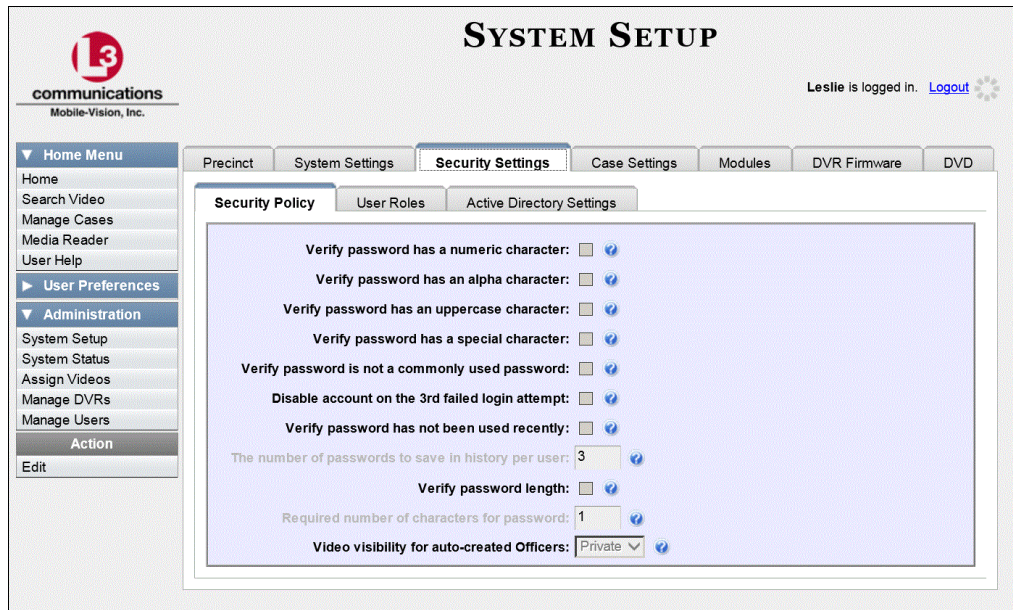 SYSTEM SETUP
L3
communications
Mobile-Vision, Inc.
Leslie is logged in. Logout
Home Menu
Home
Search Video
Manage Cases
Media Reader
User Help
User Preferences
Administration
System Setup
System Status
Assign Videos
Manage DVRs
Manage Users
Action
Edit
Precinct System Settings Security Settings Case Settings Modules DVR Firmware DVD
Security Policy User Roles Active Directory Settings
Verify password has a numeric character: ?
Verify password has an alpha character: ?
Verify password has an uppercase character: ?
Verify password has a special character: ?
Verify password is not a commonly used password: ?
Disable account on the 3rd failed login attempt: ?
Verify password has not been used recently: ?
The number of passwords to save in history per user: 3 ?
Verify password length: ?
Required number of characters for password: 1 ?
Video visibility for auto-created Officers: Private ?